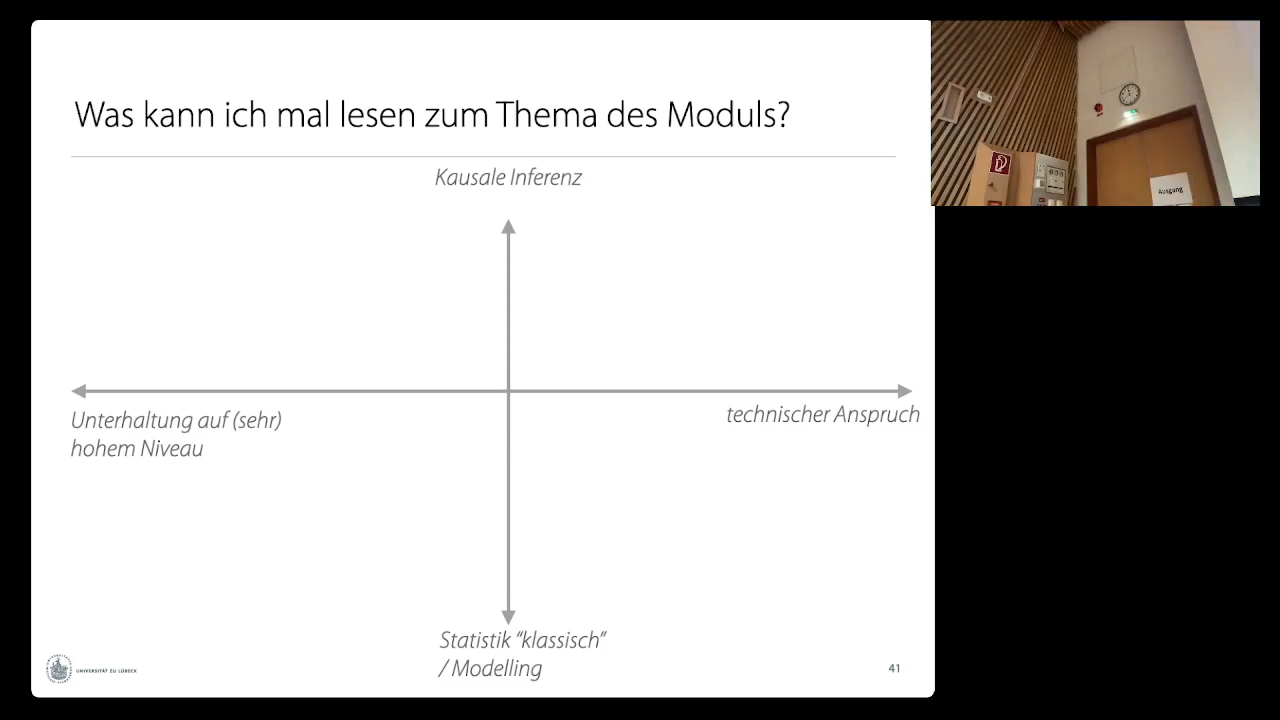 Was kann ich mal lesen zum Thema des Moduls?
Kausale Inferenz
Unterhaltung auf (sehr)
hohem Niveau
technischer Anspruch
Statistik "klassisch"
/ Modelling
UNIVERSITÄT ZU LÜBECK
41
Ausgang